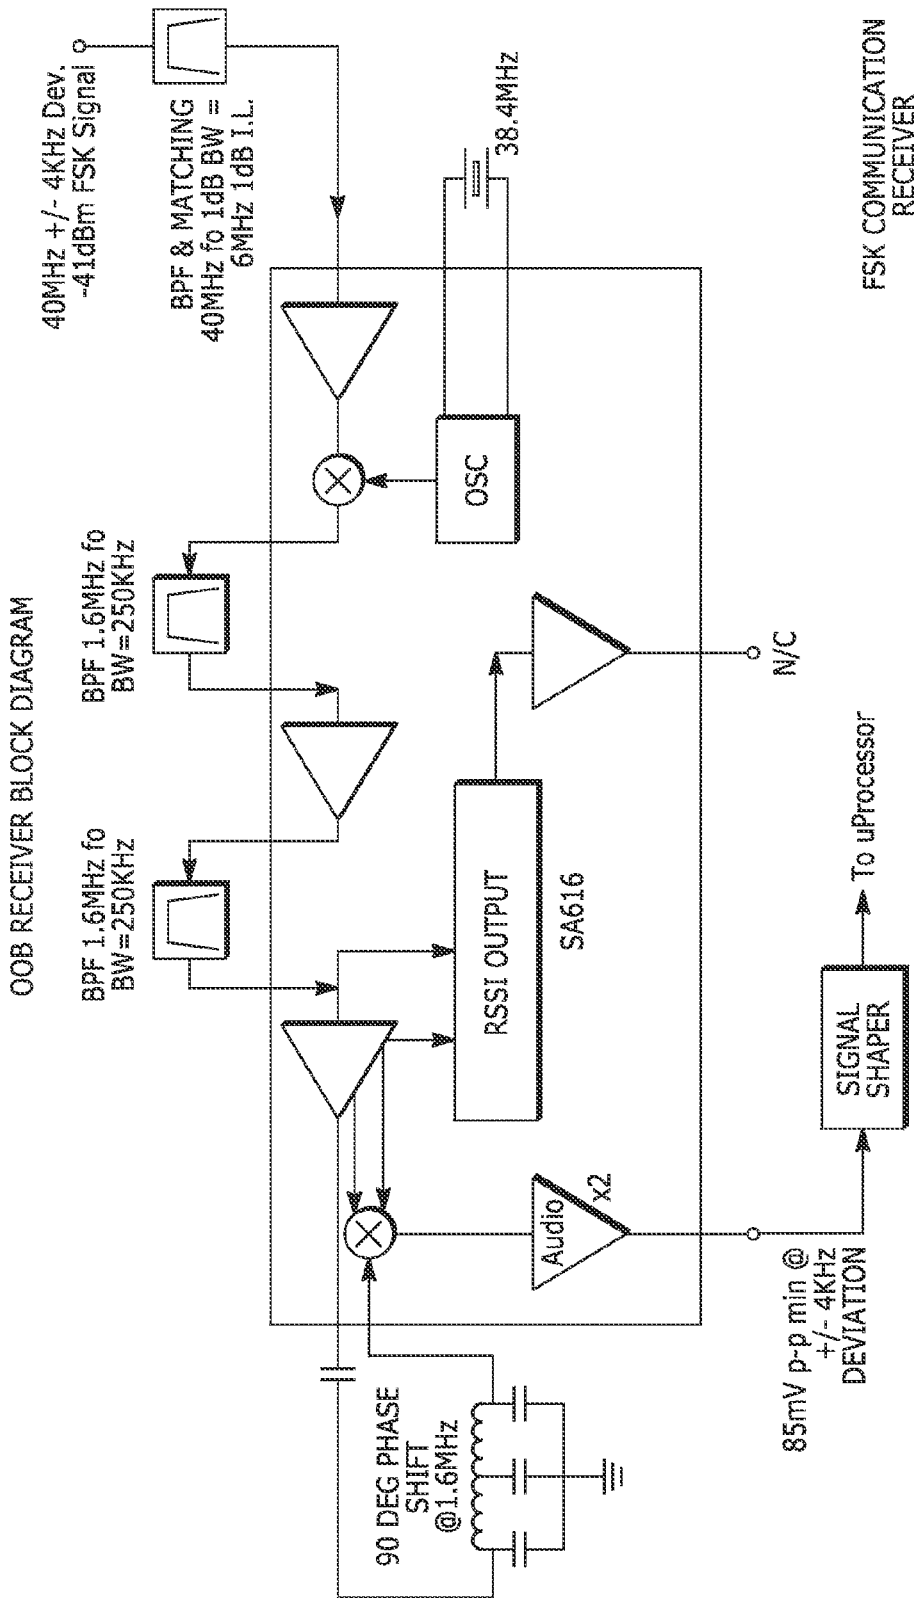 OOB RECEIVER BLOCK DIAGRAM
40MHz +/- 4KHz Dev.
-41dBm FSK Signal
BPF & MATCHING
40MHz fo 1dB BW =
6MHz 1dB I.L.
BPF 1.6MHz fo
BW=250KHz
BPF 1.6MHz fo
BW=250KHz
90 DEG PHASE
SHIFT
@1.6MHz
OSC
38.4MHz
RSSI OUTPUT
SA616
Audio
x2
N/C
85mV p-p min @
+/- 4KHz
DEVIATION
SIGNAL
SHAPER
To uProcessor
FSK COMMUNICATION
RECEIVER